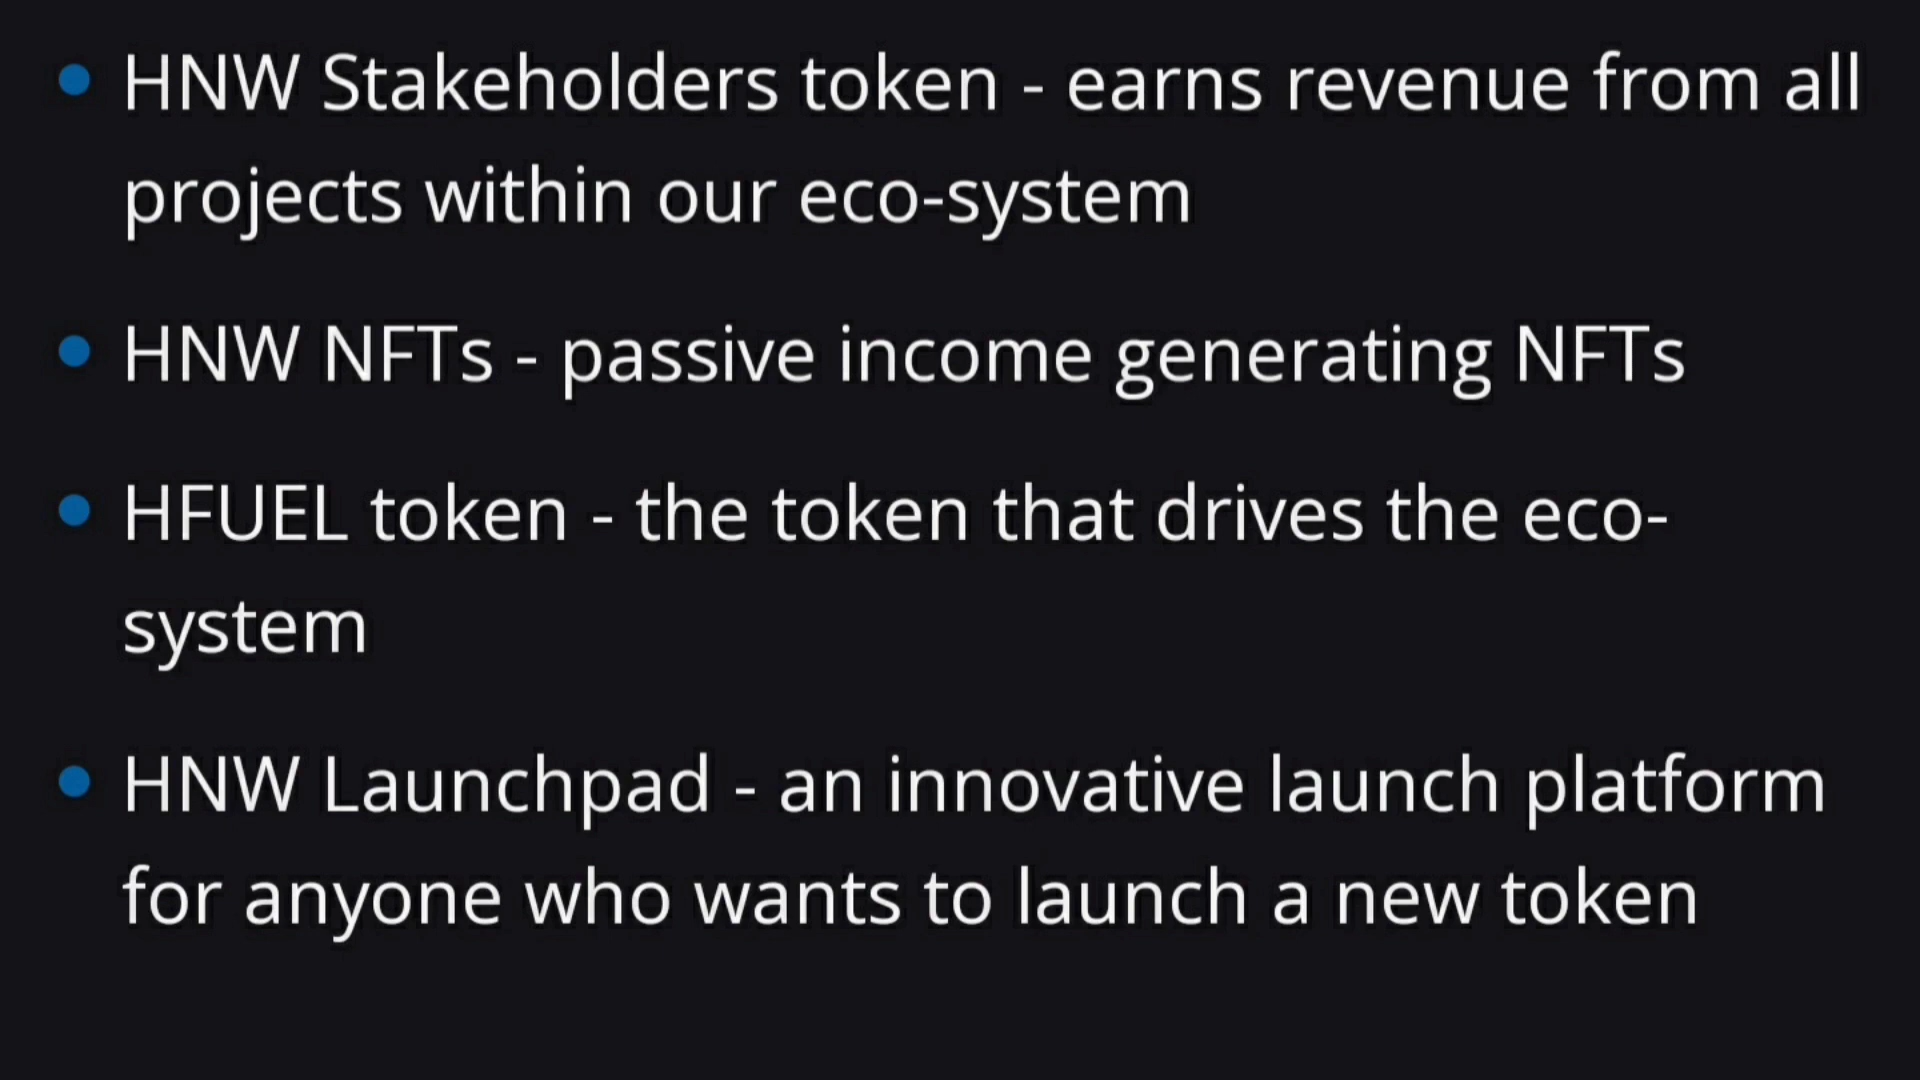 • HNW Stakeholders token - earns revenue from all
projects within our eco-system
• HNW NFTs - passive income generating NFTs
• HFUEL token - the token that drives the eco-
system
• HNW Launchpad - an innovative launch platform
for anyone who wants to launch a new token